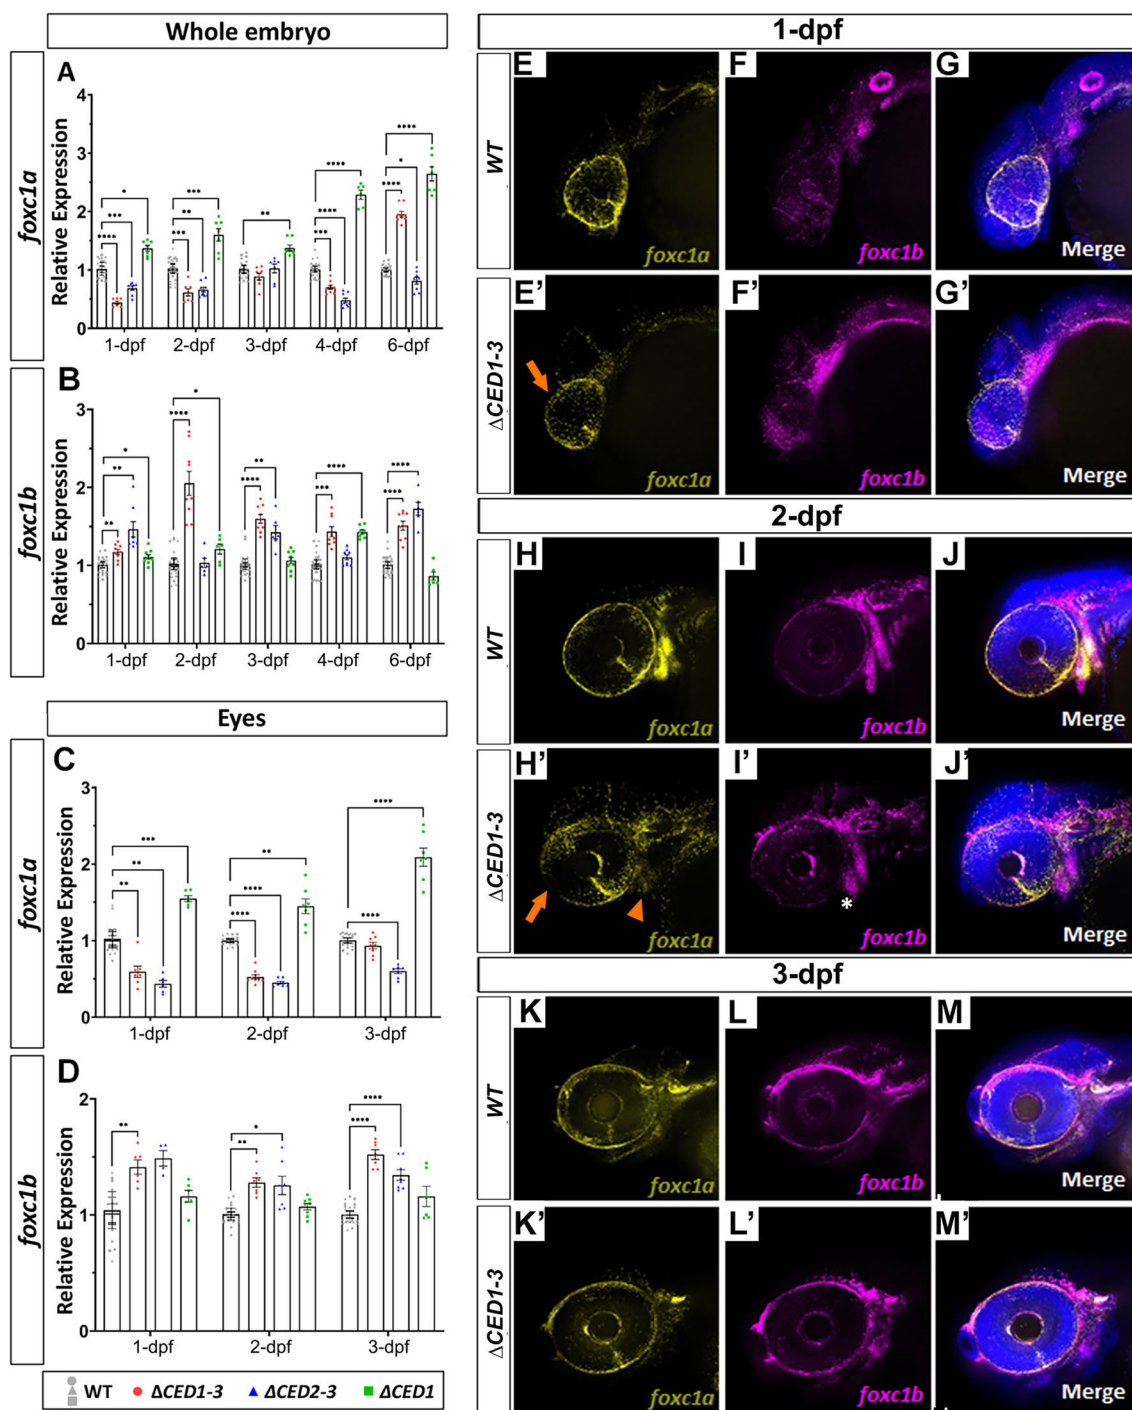 Whole embryo
A
foxc1a
Relative Expression
4
3
2
1
0
*
***
****
***
**
***
**
****
****
***
****
*
****
1-dpf
2-dpf
3-dpf
4-dpf
6-dpf
B
foxc1b
Relative Expression
3
2
1
0
*
**
**
*
****
**
****
****
***
****
****
1-dpf
2-dpf
3-dpf
4-dpf
6-dpf
Eyes
C
foxc1a
Relative Expression
3
2
1
0
***
**
**
**
****
****
****
****
1-dpf
2-dpf
3-dpf
D
foxc1b
Relative Expression
2
1
0
**
*
**
****
****
1-dpf
2-dpf
3-dpf
WT
ΔCED1-3
ΔCED2-3
ΔCED1
1-dpf
WT
E
foxc1a
F
foxc1b
G
Merge
ΔCED1-3
E'
foxc1a
F'
foxc1b
G'
Merge
2-dpf
WT
H
foxc1a
I
foxc1b
J
Merge
ΔCED1-3
H'
foxc1a
I'
*
foxc1b
J'
Merge
3-dpf
WT
K
foxc1a
L
foxc1b
M
Merge
ΔCED1-3
K'
foxc1a
L'
foxc1b
M'
Merge